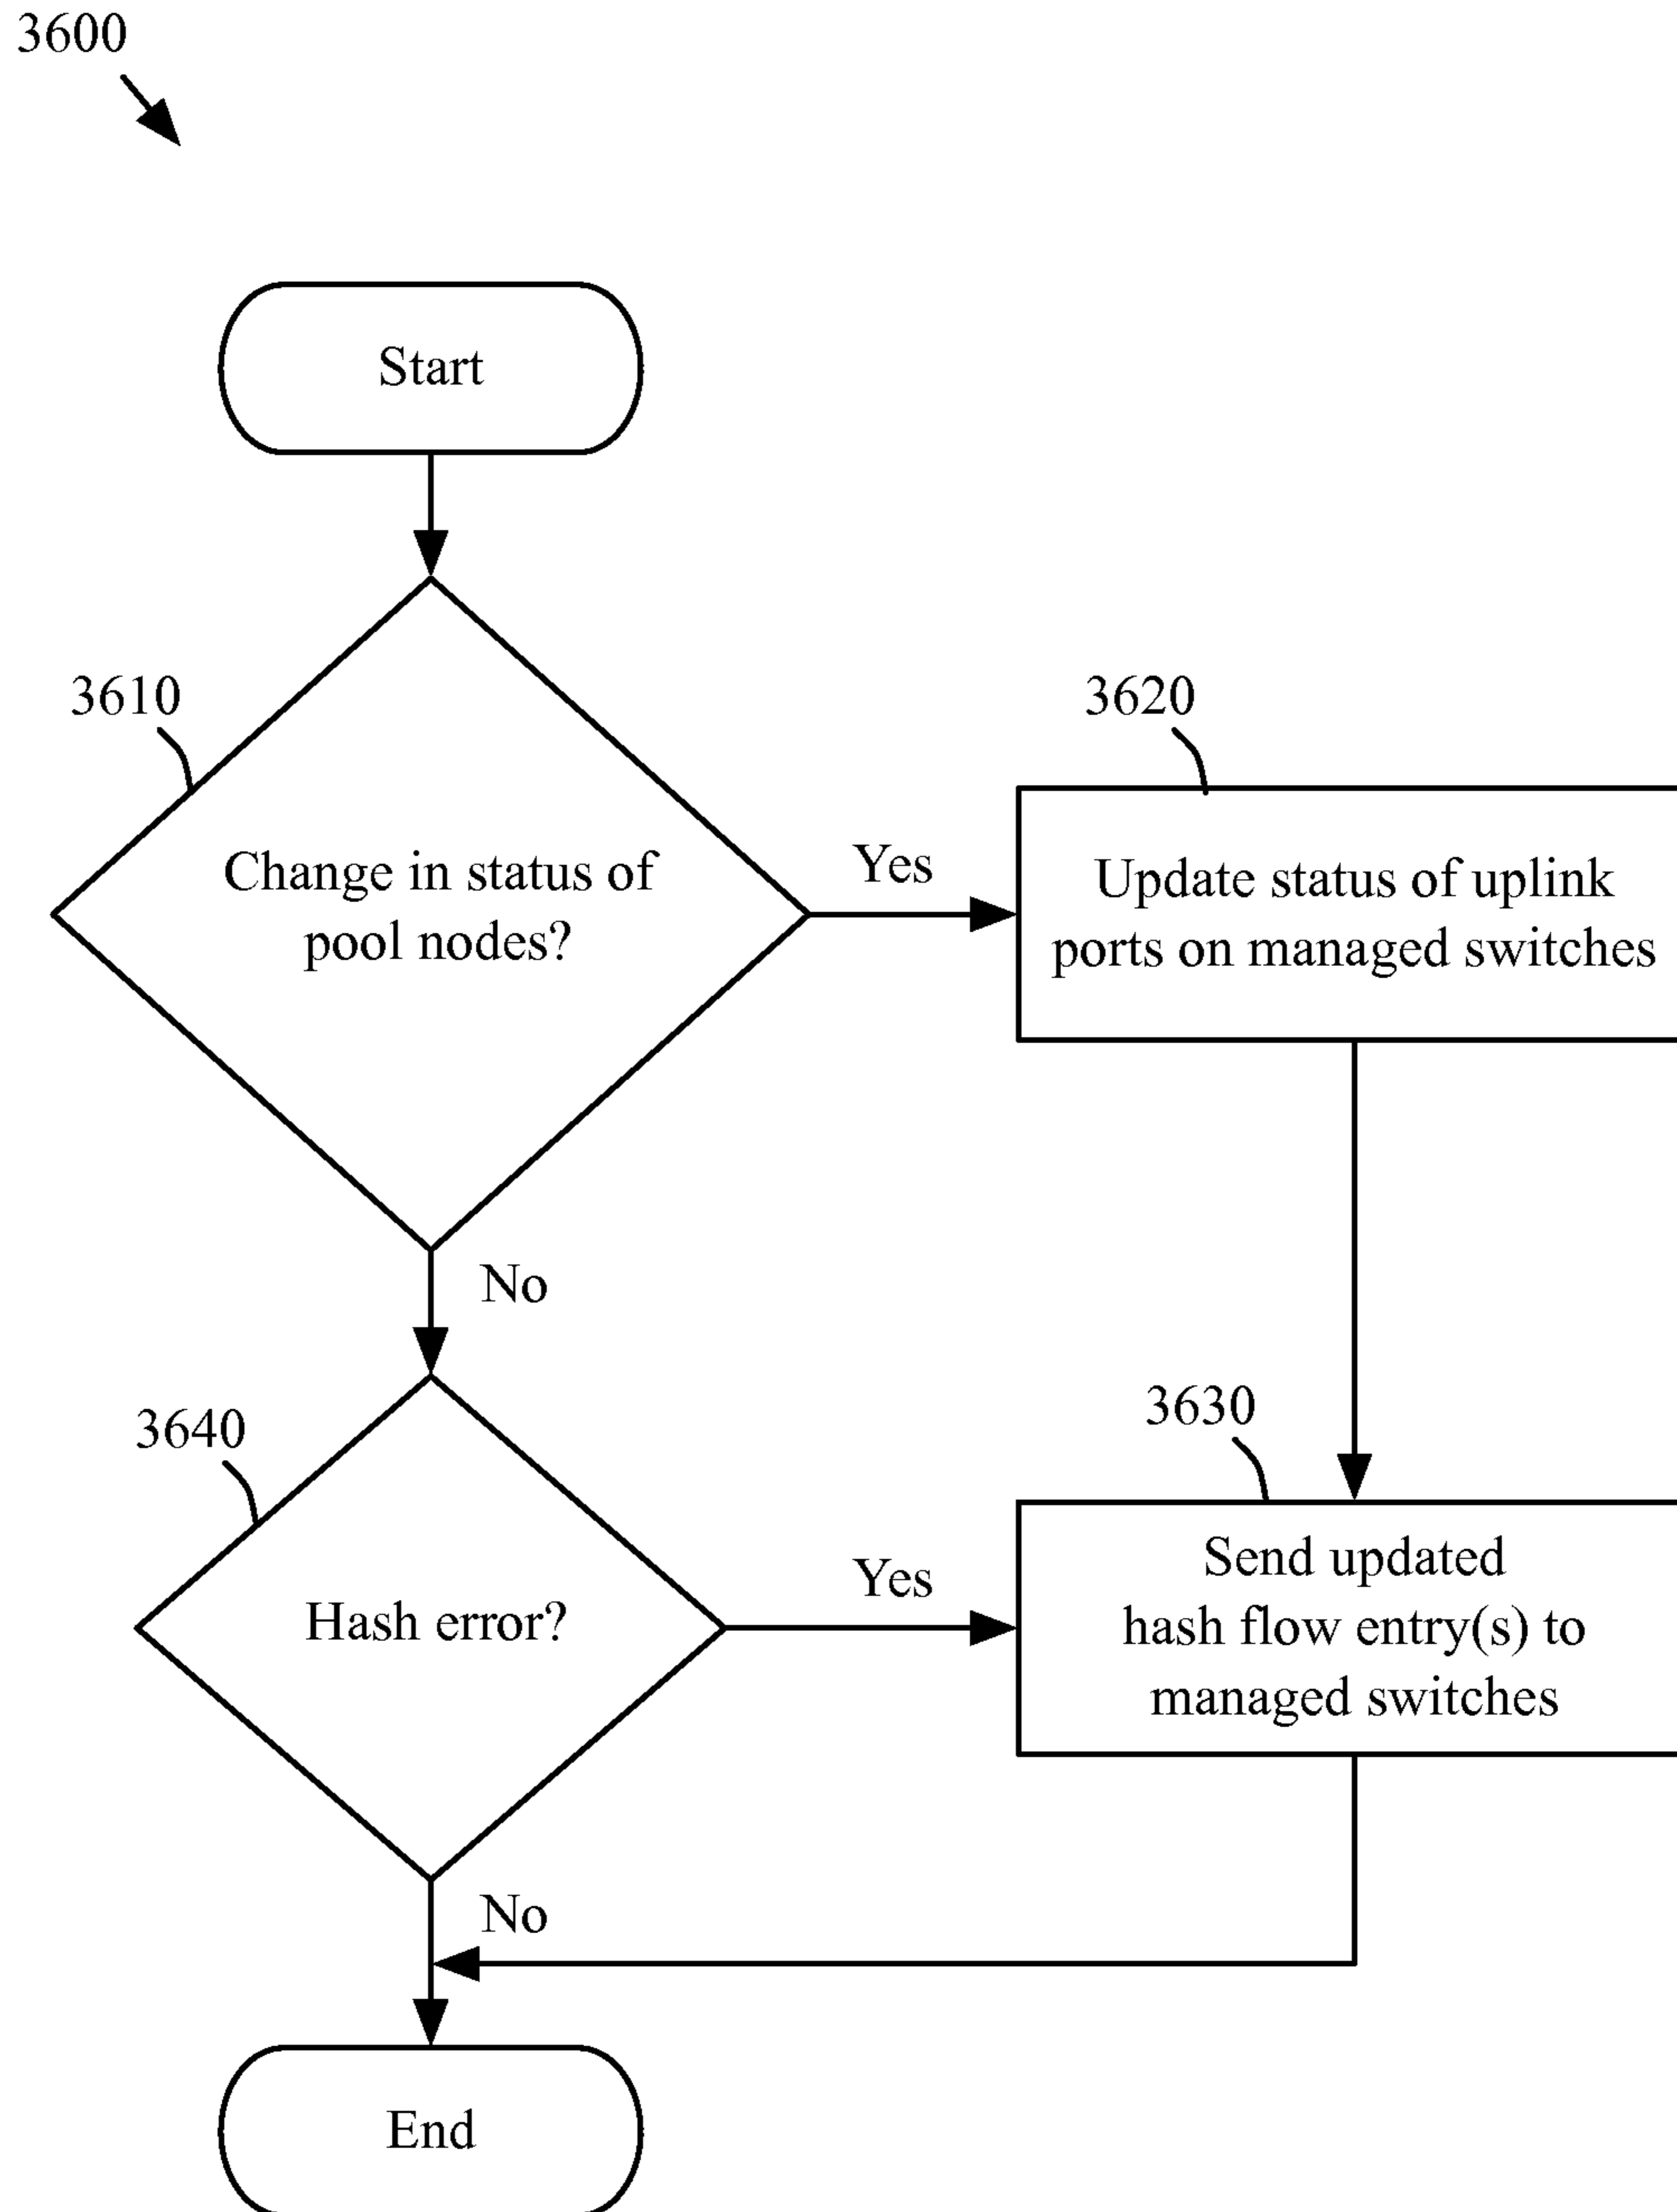 3600
Start
3610
Change in status of
pool nodes?
Yes
3620
Update status of uplink
ports on managed switches
No
3640
Hash error?
Yes
3630
Send updated
hash flow entry(s) to
managed switches
No
End